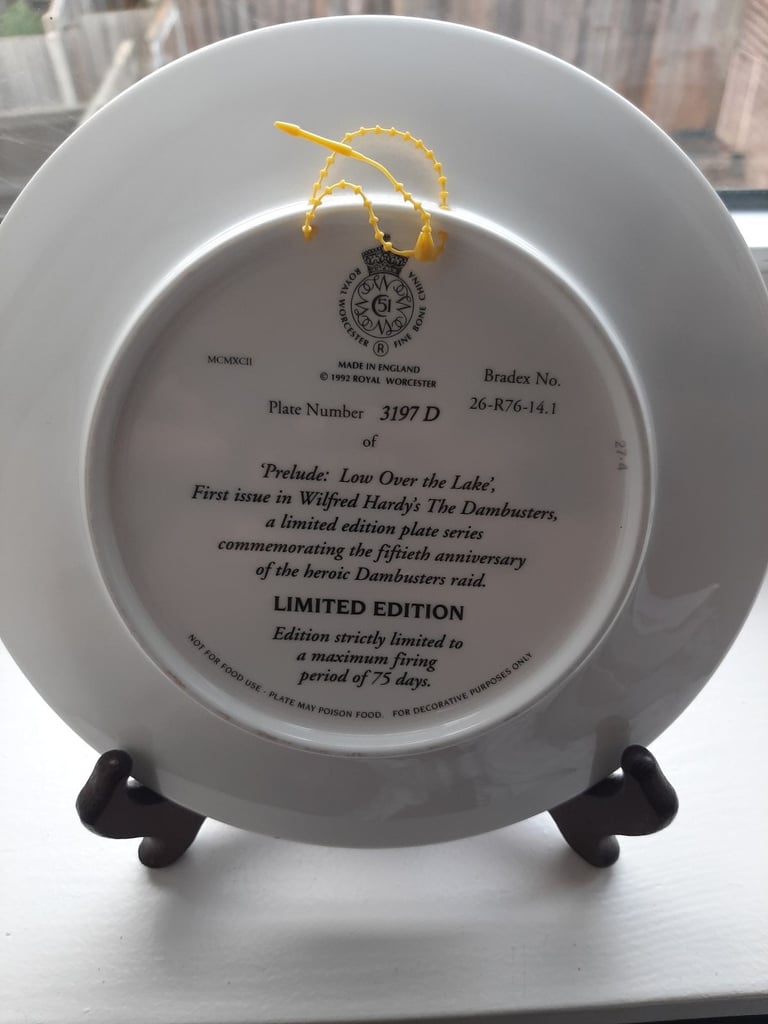 ROYAL WORCESTER FINE BONE CHINA
51
R
MCMXCII
MADE IN ENGLAND
© 1992 ROYAL WORCESTER
Bradex No.
26-R76-14.1
Plate Number 3197 D
of
27·4
'Prelude: Low Over the Lake',
First issue in Wilfred Hardy's The Dambusters,
a limited edition plate series
commemorating the fiftieth anniversary
of the heroic Dambusters raid.
LIMITED EDITION
Edition strictly limited to
a maximum firing
period of 75 days.
NOT FOR FOOD USE · PLATE MAY POISON FOOD. FOR DECORATIVE PURPOSES ONLY